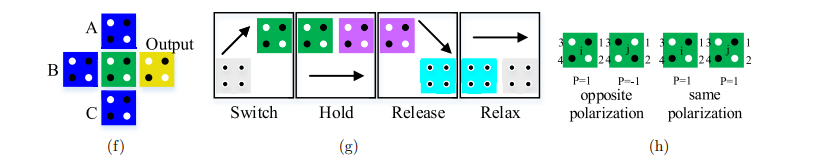 A
Output
B
C
(f)
Switch
Hold
Release
Relax
(g)
3 1 3 1 3 1 3 1
i j i j
4 2 4 2 4 2 4 2
P=1 P=-1 P=1 P=1
opposite same
polarization polarization
(h)